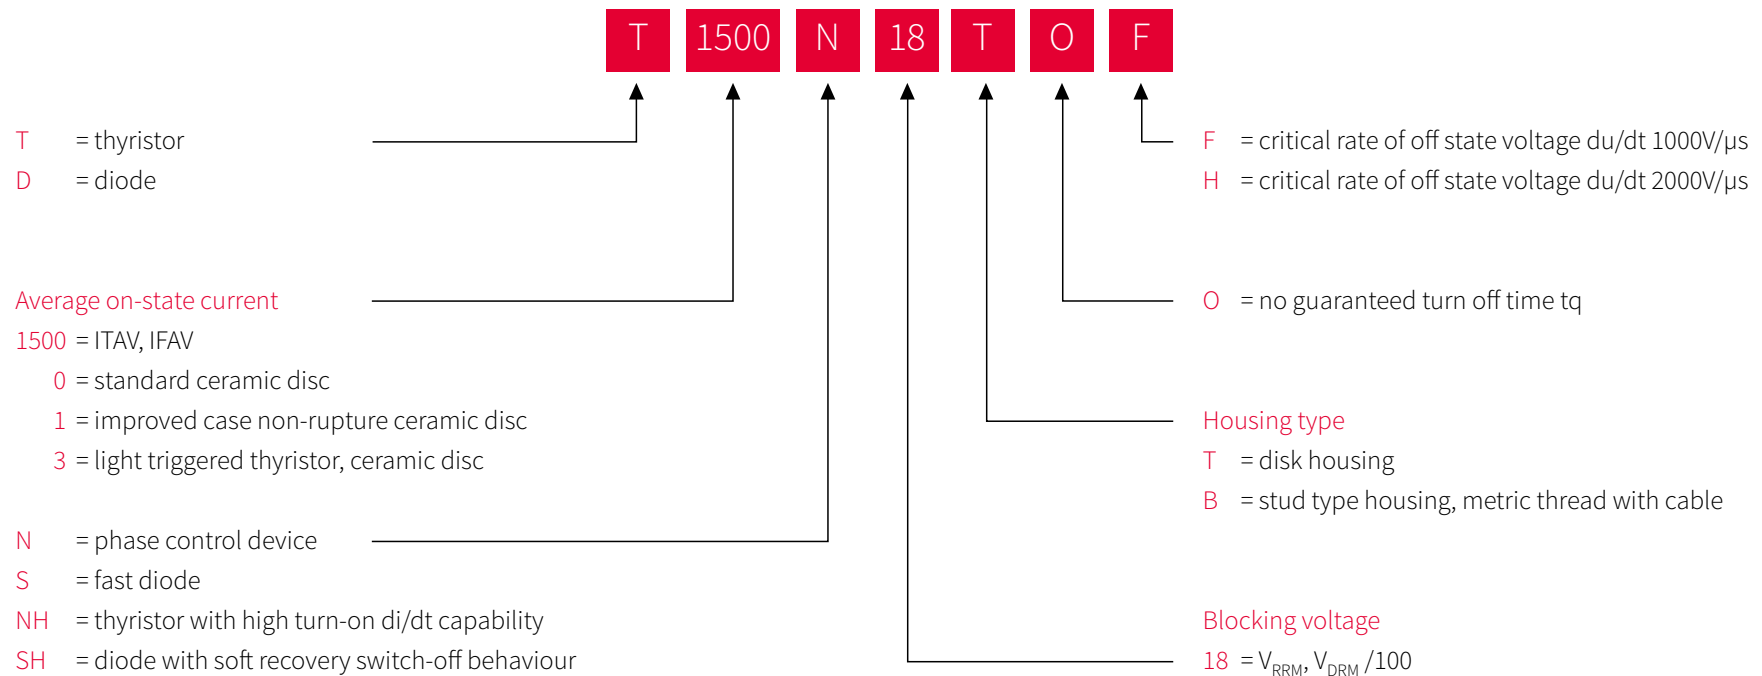 T 1500 N 18 T O F
T = thyristor
D = diode
Average on-state current
1500 = ITAV, IFAV
0 = standard ceramic disc
1 = improved case non-rupture ceramic disc
3 = light triggered thyristor, ceramic disc
N = phase control device
S = fast diode
NH = thyristor with high turn-on di/dt capability
SH = diode with soft recovery switch-off behaviour
F = critical rate of off state voltage du/dt 1000V/µs
H = critical rate of off state voltage du/dt 2000V/µs
O = no guaranteed turn off time tq
Housing type
T = disk housing
B = stud type housing, metric thread with cable
Blocking voltage
18 = VRRM, VDRM /100